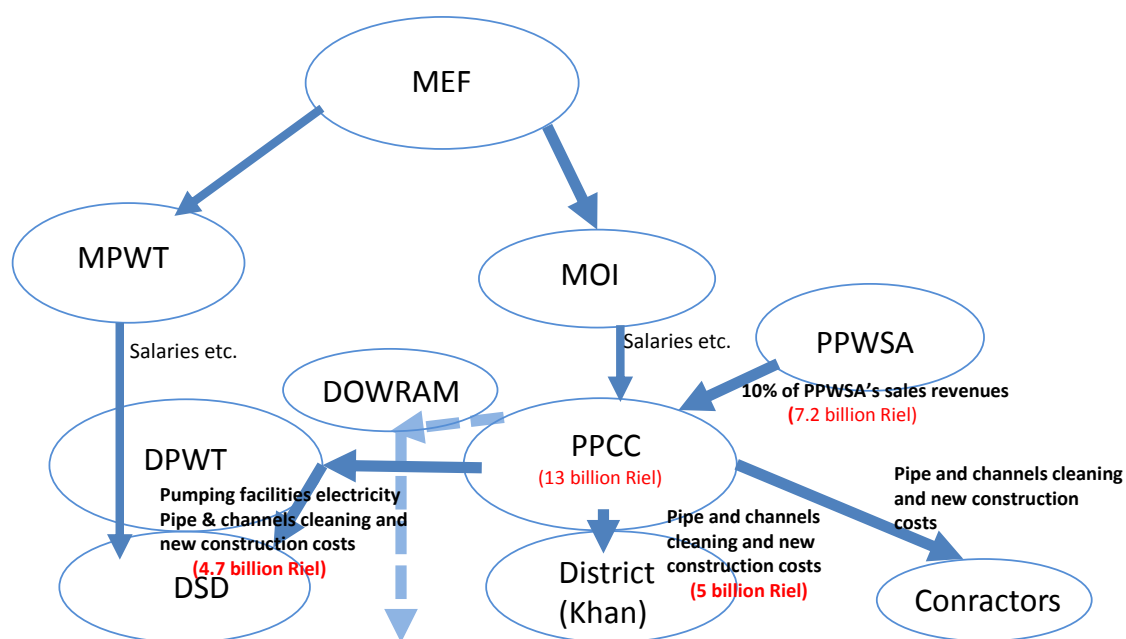 MEF
MPWT
MOI
Salaries etc.
Salaries etc.
PPWSA
10% of PPWSA's sales revenues
(7.2 billion Riel)
DOWRAM
DPWT
PPCC
(13 billion Riel)
Pumping facilities electricity
Pipe & channels cleaning and
new construction costs
(4.7 billion Riel)
Pipe and channels
cleaning and new
construction costs
(5 billion Riel)
Pipe and channels cleaning
and new construction
costs
DSD
District
(Khan)
Conractors